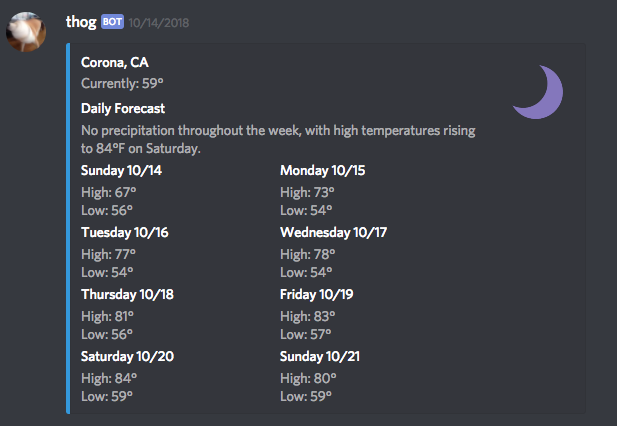 thog BOT 10/14/2018
Corona, CA
Currently: 59°
Daily Forecast
No precipitation throughout the week, with high temperatures rising
to 84°F on Saturday.
Sunday 10/14 Monday 10/15
High: 67° High: 73°
Low: 56° Low: 54°
Tuesday 10/16 Wednesday 10/17
High: 77° High: 78°
Low: 54° Low: 54°
Thursday 10/18 Friday 10/19
High: 81° High: 83°
Low: 56° Low: 57°
Saturday 10/20 Sunday 10/21
High: 84° High: 80°
Low: 59° Low: 59°